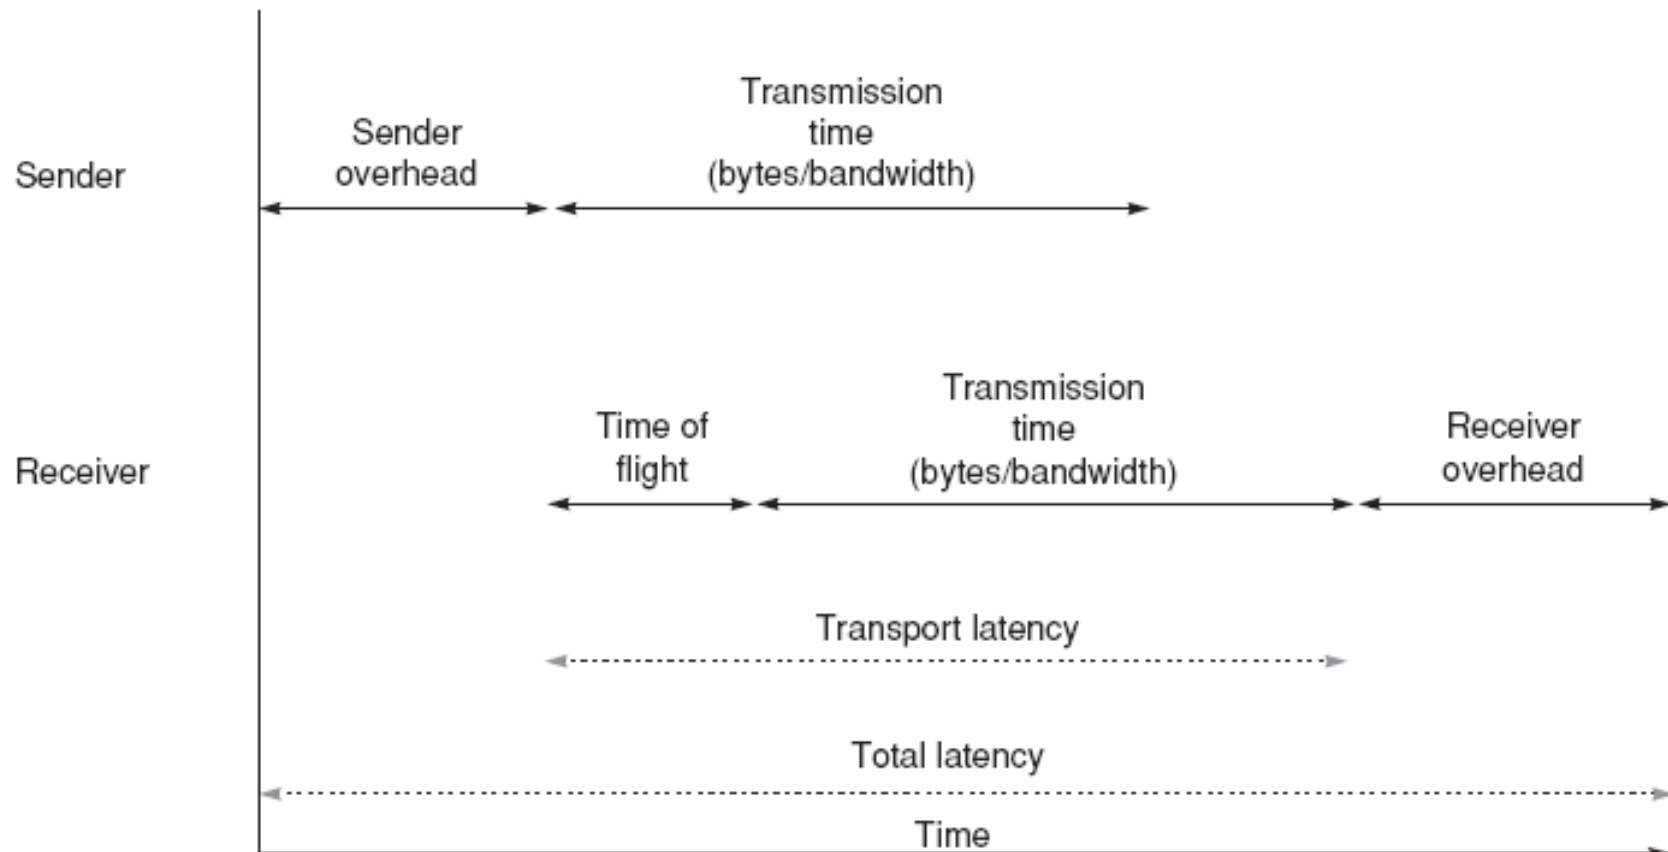 Transmission
time
(bytes/bandwidth)
Sender
overhead
Sender
Transmission
time
(bytes/bandwidth)
Time of
flight
Receiver
overhead
Receiver
Transport latency
Total latency
Time